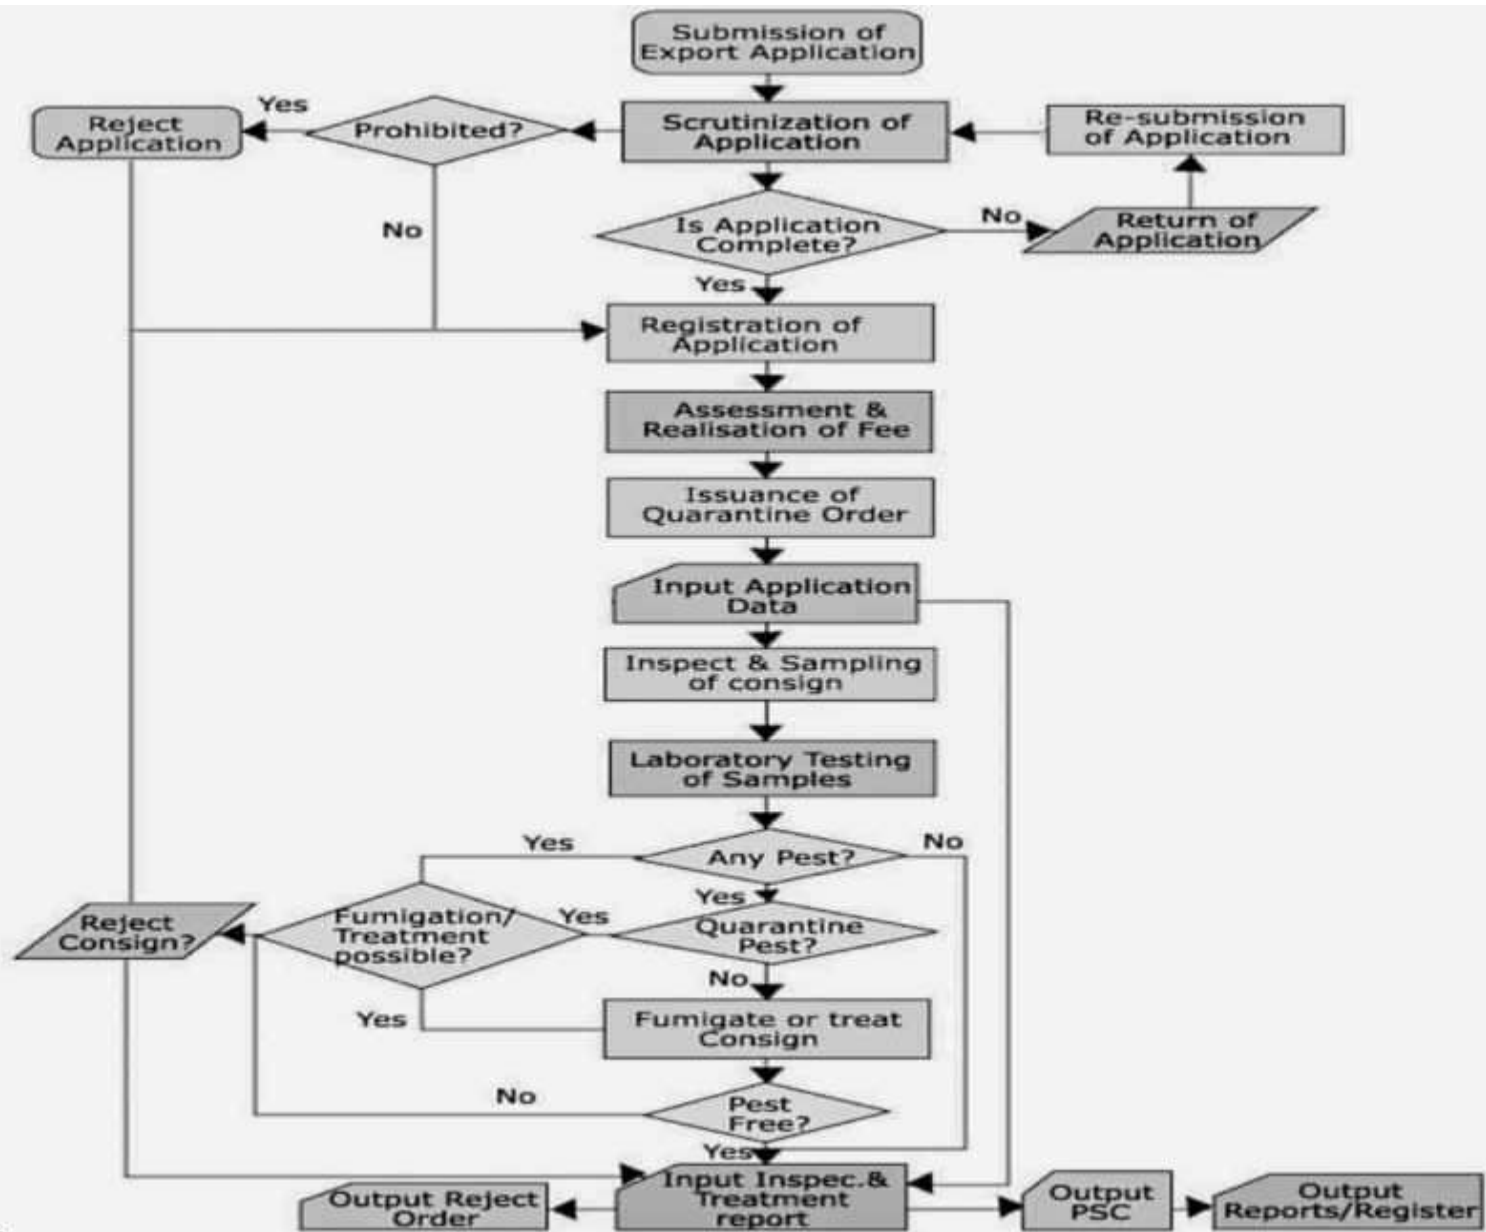 Submission of
Export Application
Yes
Reject
Application
Prohibited?
Scrutinization of
Application
Re-submission
of Application
No
Is Application
Complete?
No
Return of
Application
Yes
Registration of
Application
Assessment &
Realisation of Fee
Issuance of
Quarantine Order
Input Application
Data
Inspect & Sampling
of consign
Laboratory Testing
of Samples
Yes
Any Pest?
No
Yes
Reject
Consign?
Fumigation/
Treatment
possible?
Yes
Quarantine
Pest?
No
Yes
Fumigate or treat
Consign
No
Pest
Free?
Yes
Input Inspec.&
Treatment
report
Output Reject
Order
Output
PSC
Output
Reports/Register